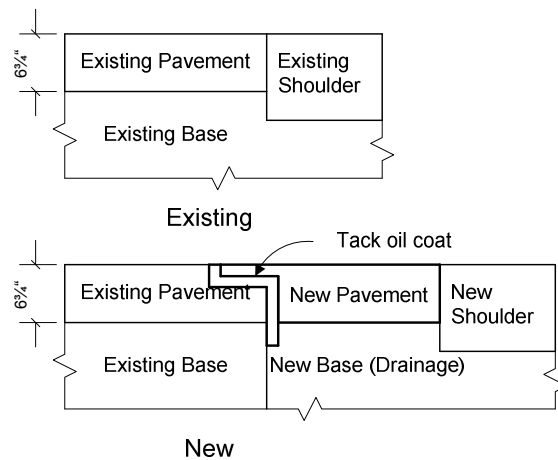 6¾“
Existing Pavement
Existing
Shoulder
Existing Base
Existing
Tack oil coat
6¾“
Existing Pavement
New Pavement
New
Shoulder
Existing Base
New Base (Drainage)
New